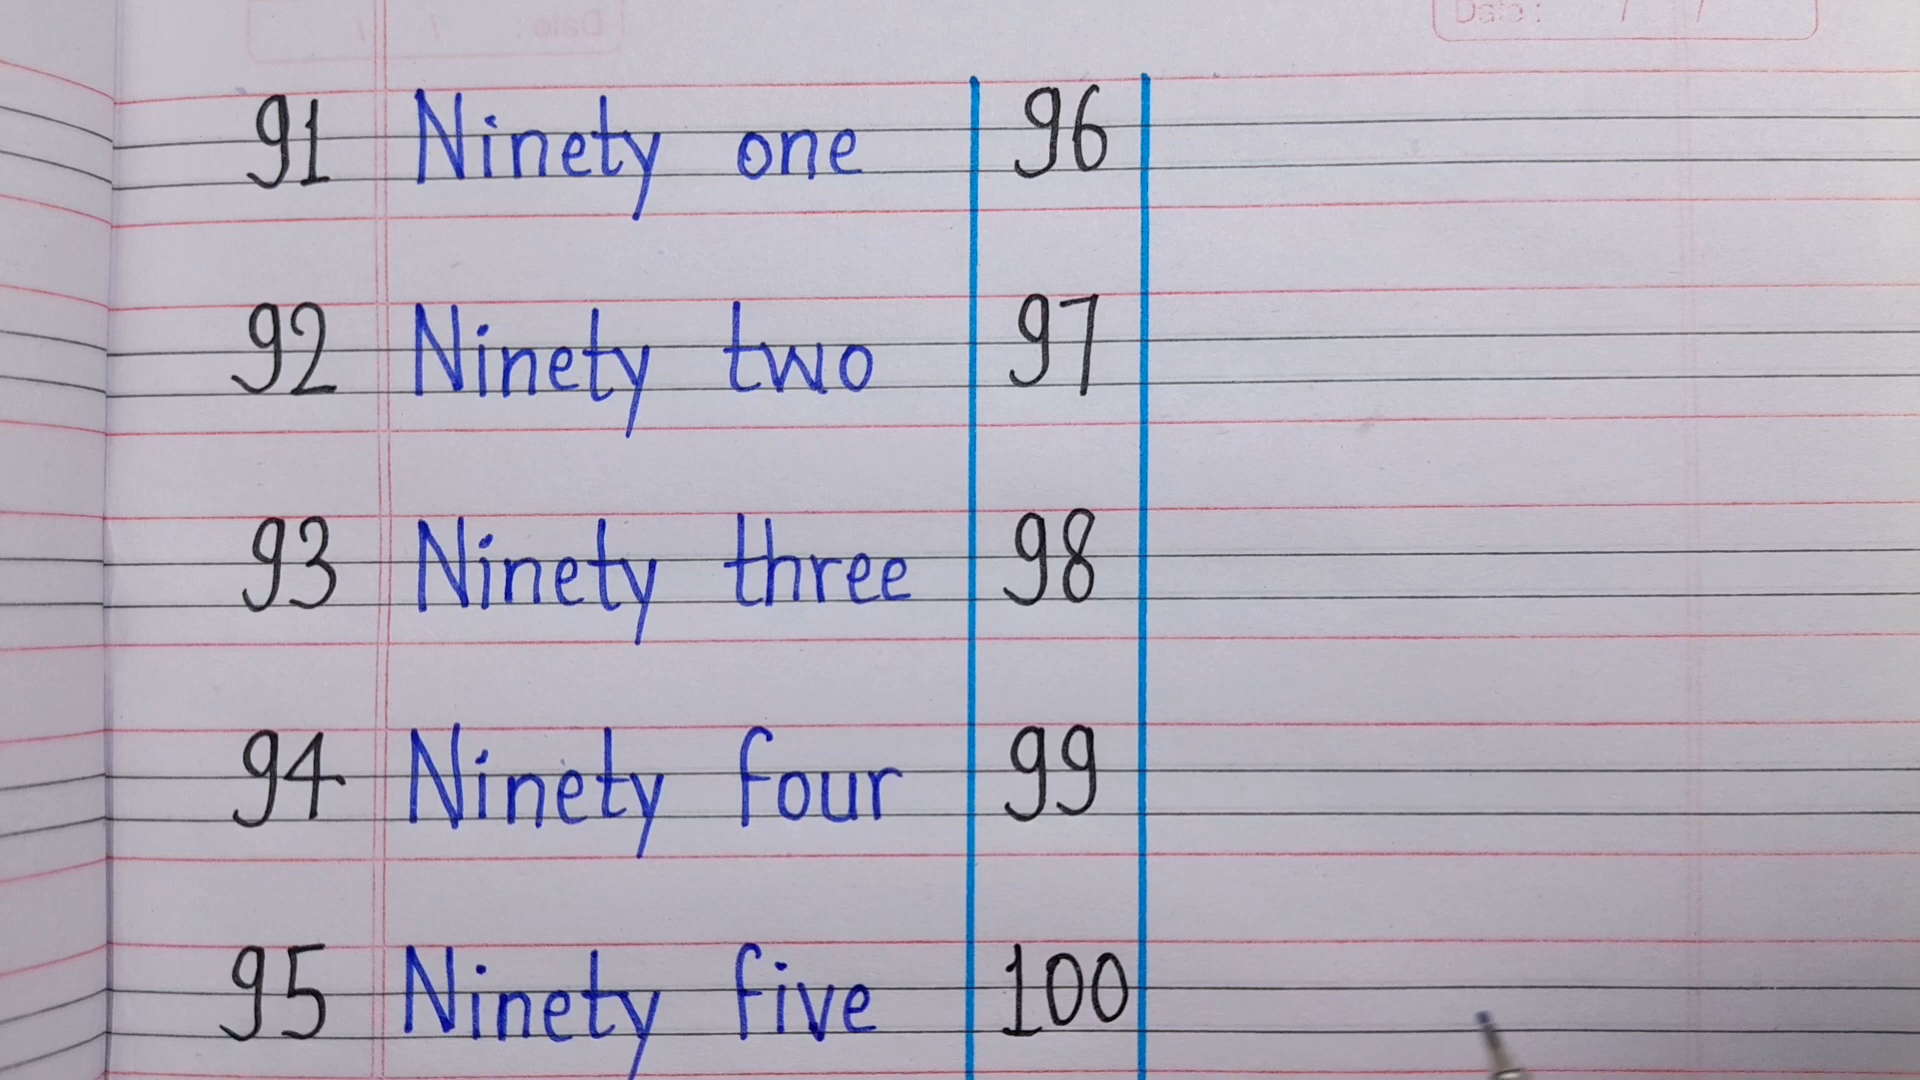 Date : / /
91 Ninety one 96
92 Ninety two 97
93 Ninety three 98
94 Ninety four 99
95 Ninety five 100